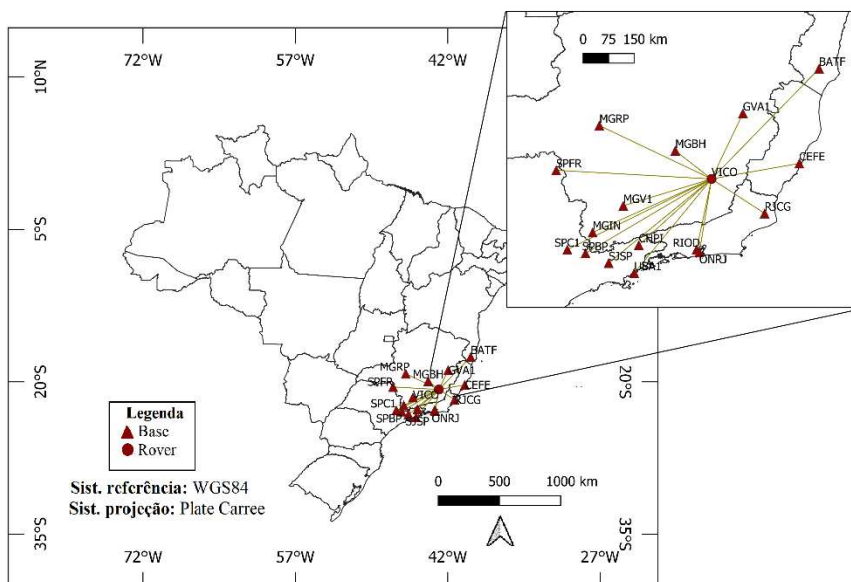 72°W 57°W 42°W
10°N
5°S
20°S
35°S
20°S
35°S
72°W 57°W 42°W 27°W
BATF
MGRP
MGBH
GVA1
SPFR
CEFE
VICO
SPC1
RJCG
SPBP
SJSP
ONRJ
Legenda
Base
Rover
Sist. referência: WGS84
Sist. projeção: Plate Carree
0 500 1000 km
0 75 150 km
BATF
GVA1
MGRP
MGBH
CEFE
SPFR
VICO
MGV1
RJCG
MGIN
SPC1
SPBP
CHPI
RIOD
SJSP
ONRJ
UBA1